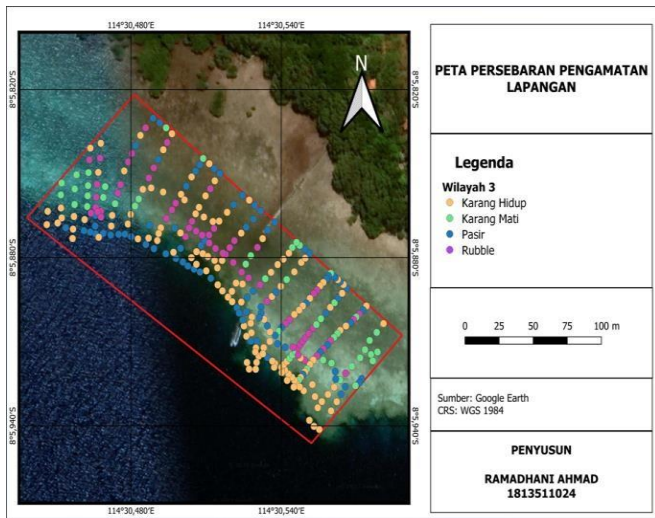 114°30,480'E
114°30,540'E
8°5,820'S
8°5,820'S
8°5,880'S
8°5,880'S
8°5,940'S
8°5,940'S
N
114°30,480'E
114°30,540'E
PETA PERSEBARAN PENGAMATAN
LAPANGAN
Legenda
Wilayah 3
Karang Hidup
Karang Mati
Pasir
Rubble
0 25 50 75 100 m
Sumber: Google Earth
CRS: WGS 1984
PENYUSUN
RAMADHANI AHMAD
1813511024